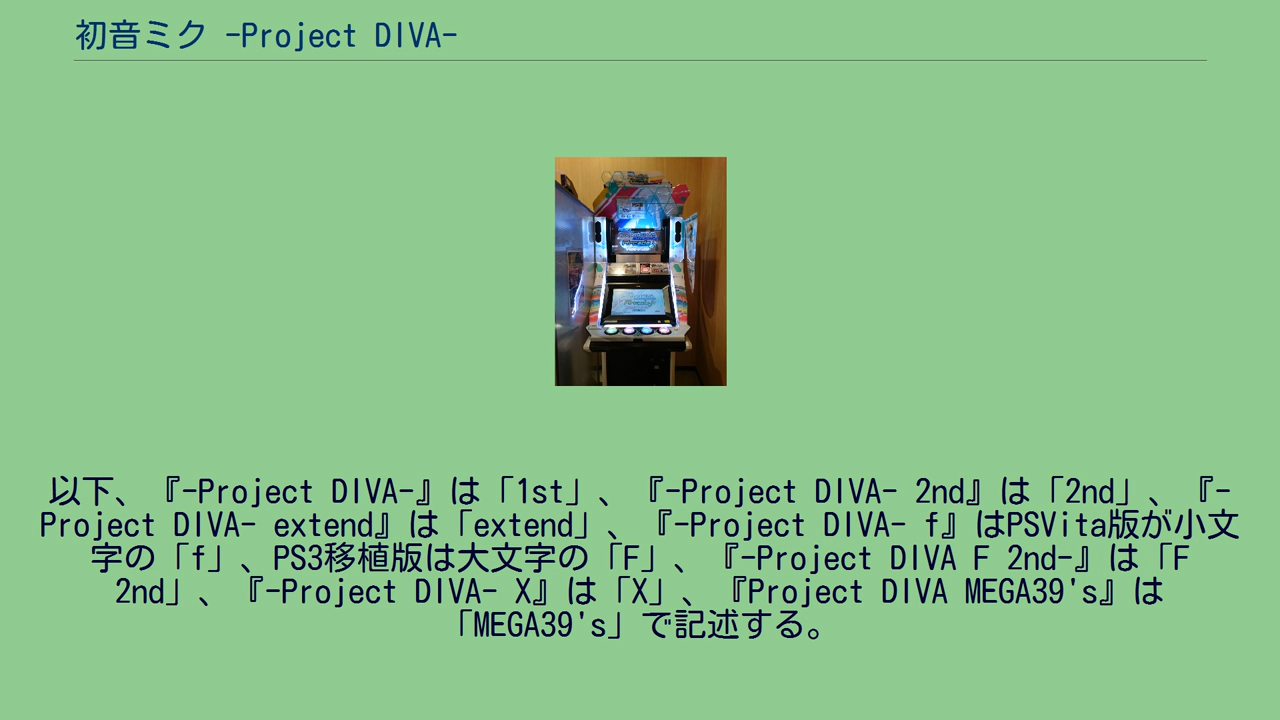 初音ミク -Project DIVA-
以下、『-Project DIVA-』は「1st」、『-Project DIVA- 2nd』は「2nd」、『-
Project DIVA- extend』は「extend」、『-Project DIVA- f』はPSVita版が小文
字の「f」、PS3移植版は大文字の「F」、『-Project DIVA F 2nd-』は「F
2nd」、『-Project DIVA- X』は「X」、『Project DIVA MEGA39's』は
「MEGA39's」で記述する。